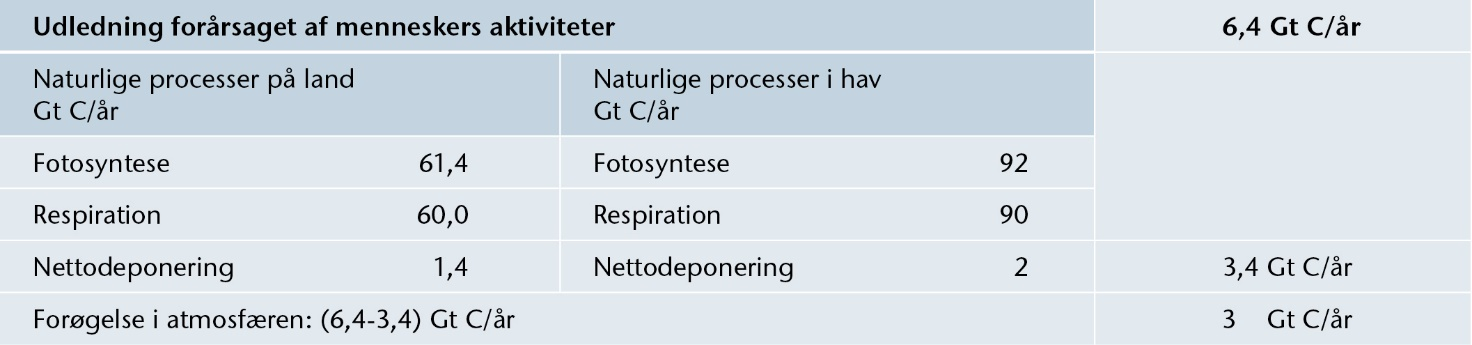 Udledning forårsaget af menneskers aktiviteter 6,4 Gt C/år
Naturlige processer på land Naturlige processer i hav
Gt C/år Gt C/år
Fotosyntese 61,4 Fotosyntese 92
Respiration 60,0 Respiration 90
Nettodeponering 1,4 Nettodeponering 2 3,4 Gt C/år
Forøgelse i atmosfæren: (6,4-3,4) Gt C/år 3 Gt C/år